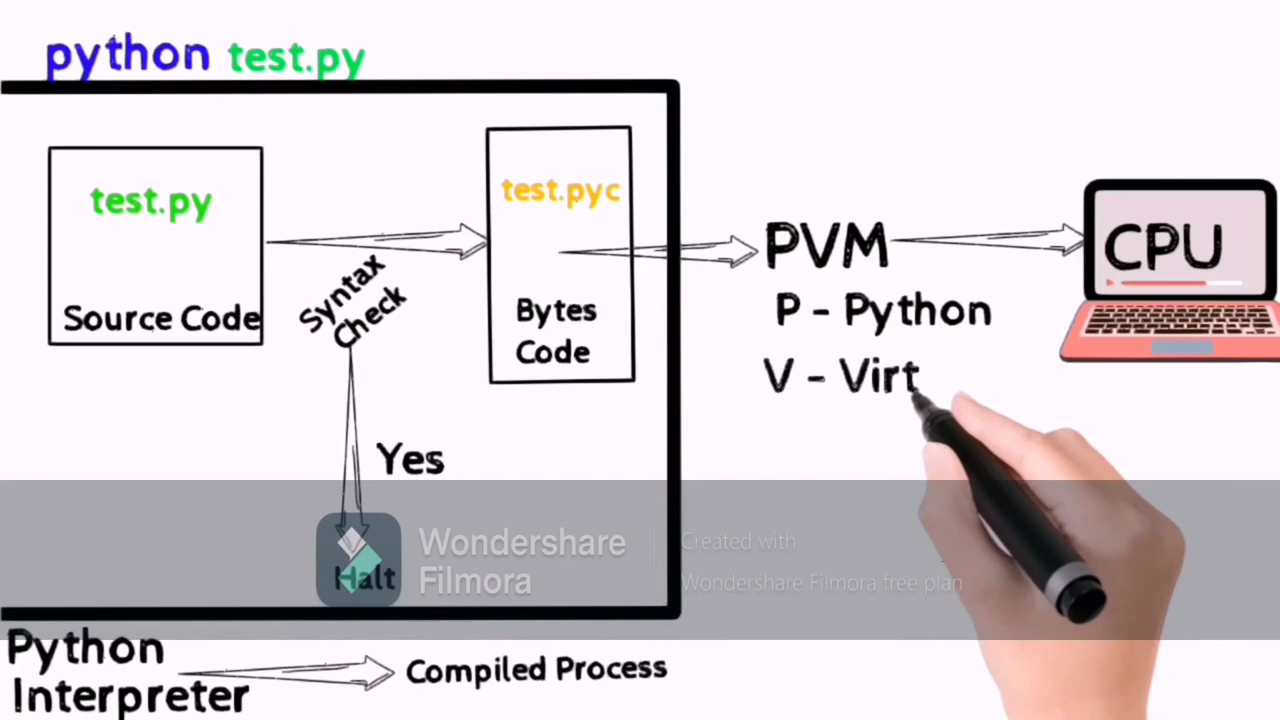 python test.py
test.py
Source Code
Syntax
Check
Yes
Halt
test.pyc
Bytes
Code
PVM
P - Python
V - Virt
CPU
Wondershare
Filmora
Created with
Wondershare Filmora free plan
Python
Interpreter
Compiled Process